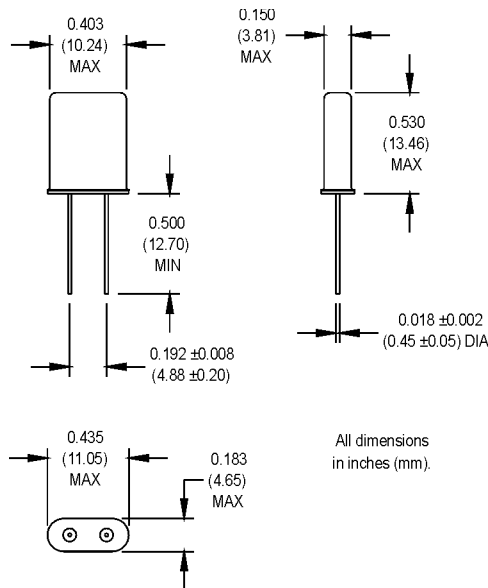 0.403
(10.24)
MAX
0.150
(3.81)
MAX
0.530
(13.46)
MAX
0.500
(12.70)
MIN
0.192 ±0.008
(4.88 ±0.20)
0.018 ±0.002
(0.45 ±0.05) DIA
0.435
(11.05)
MAX
0.183
(4.65)
MAX
All dimensions
in inches (mm).